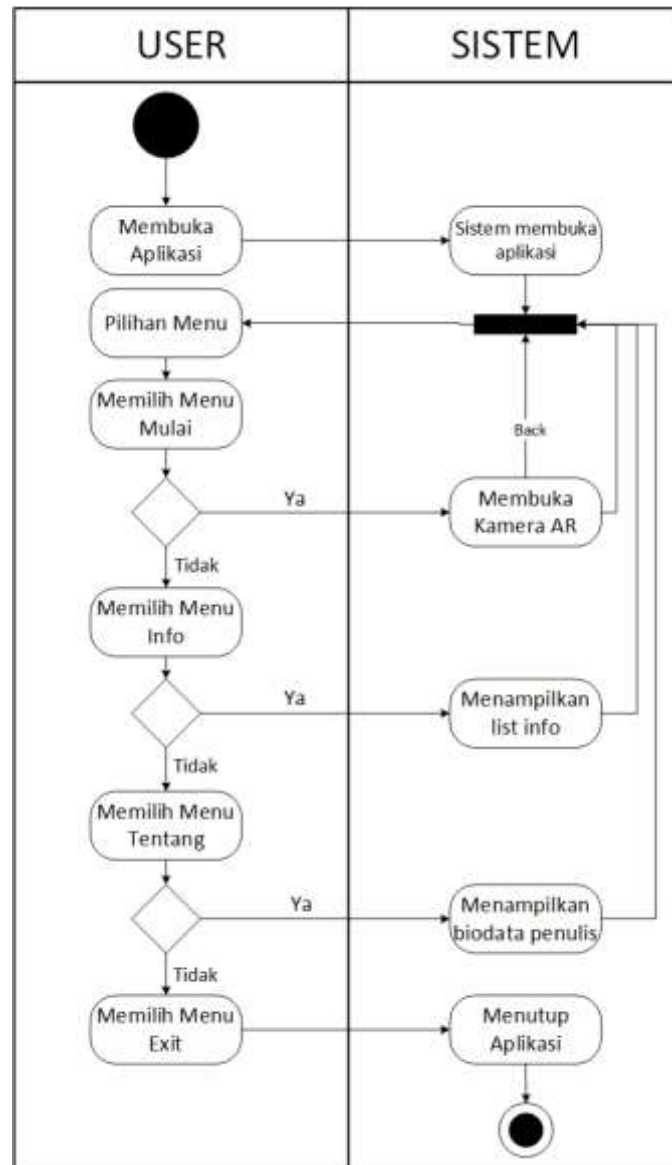 USER
SISTEM
Membuka
Aplikasi
Sistem membuka
aplikasi
Pilihan Menu
Memilih Menu
Mulai
Back
Ya
Membuka
Kamera AR
Tidak
Memilih Menu
Info
Ya
Menampilkan
list info
Tidak
Memilih Menu
Tentang
Ya
Menampilkan
biodata penulis
Tidak
Memilih Menu
Exit
Menutup
Aplikasi